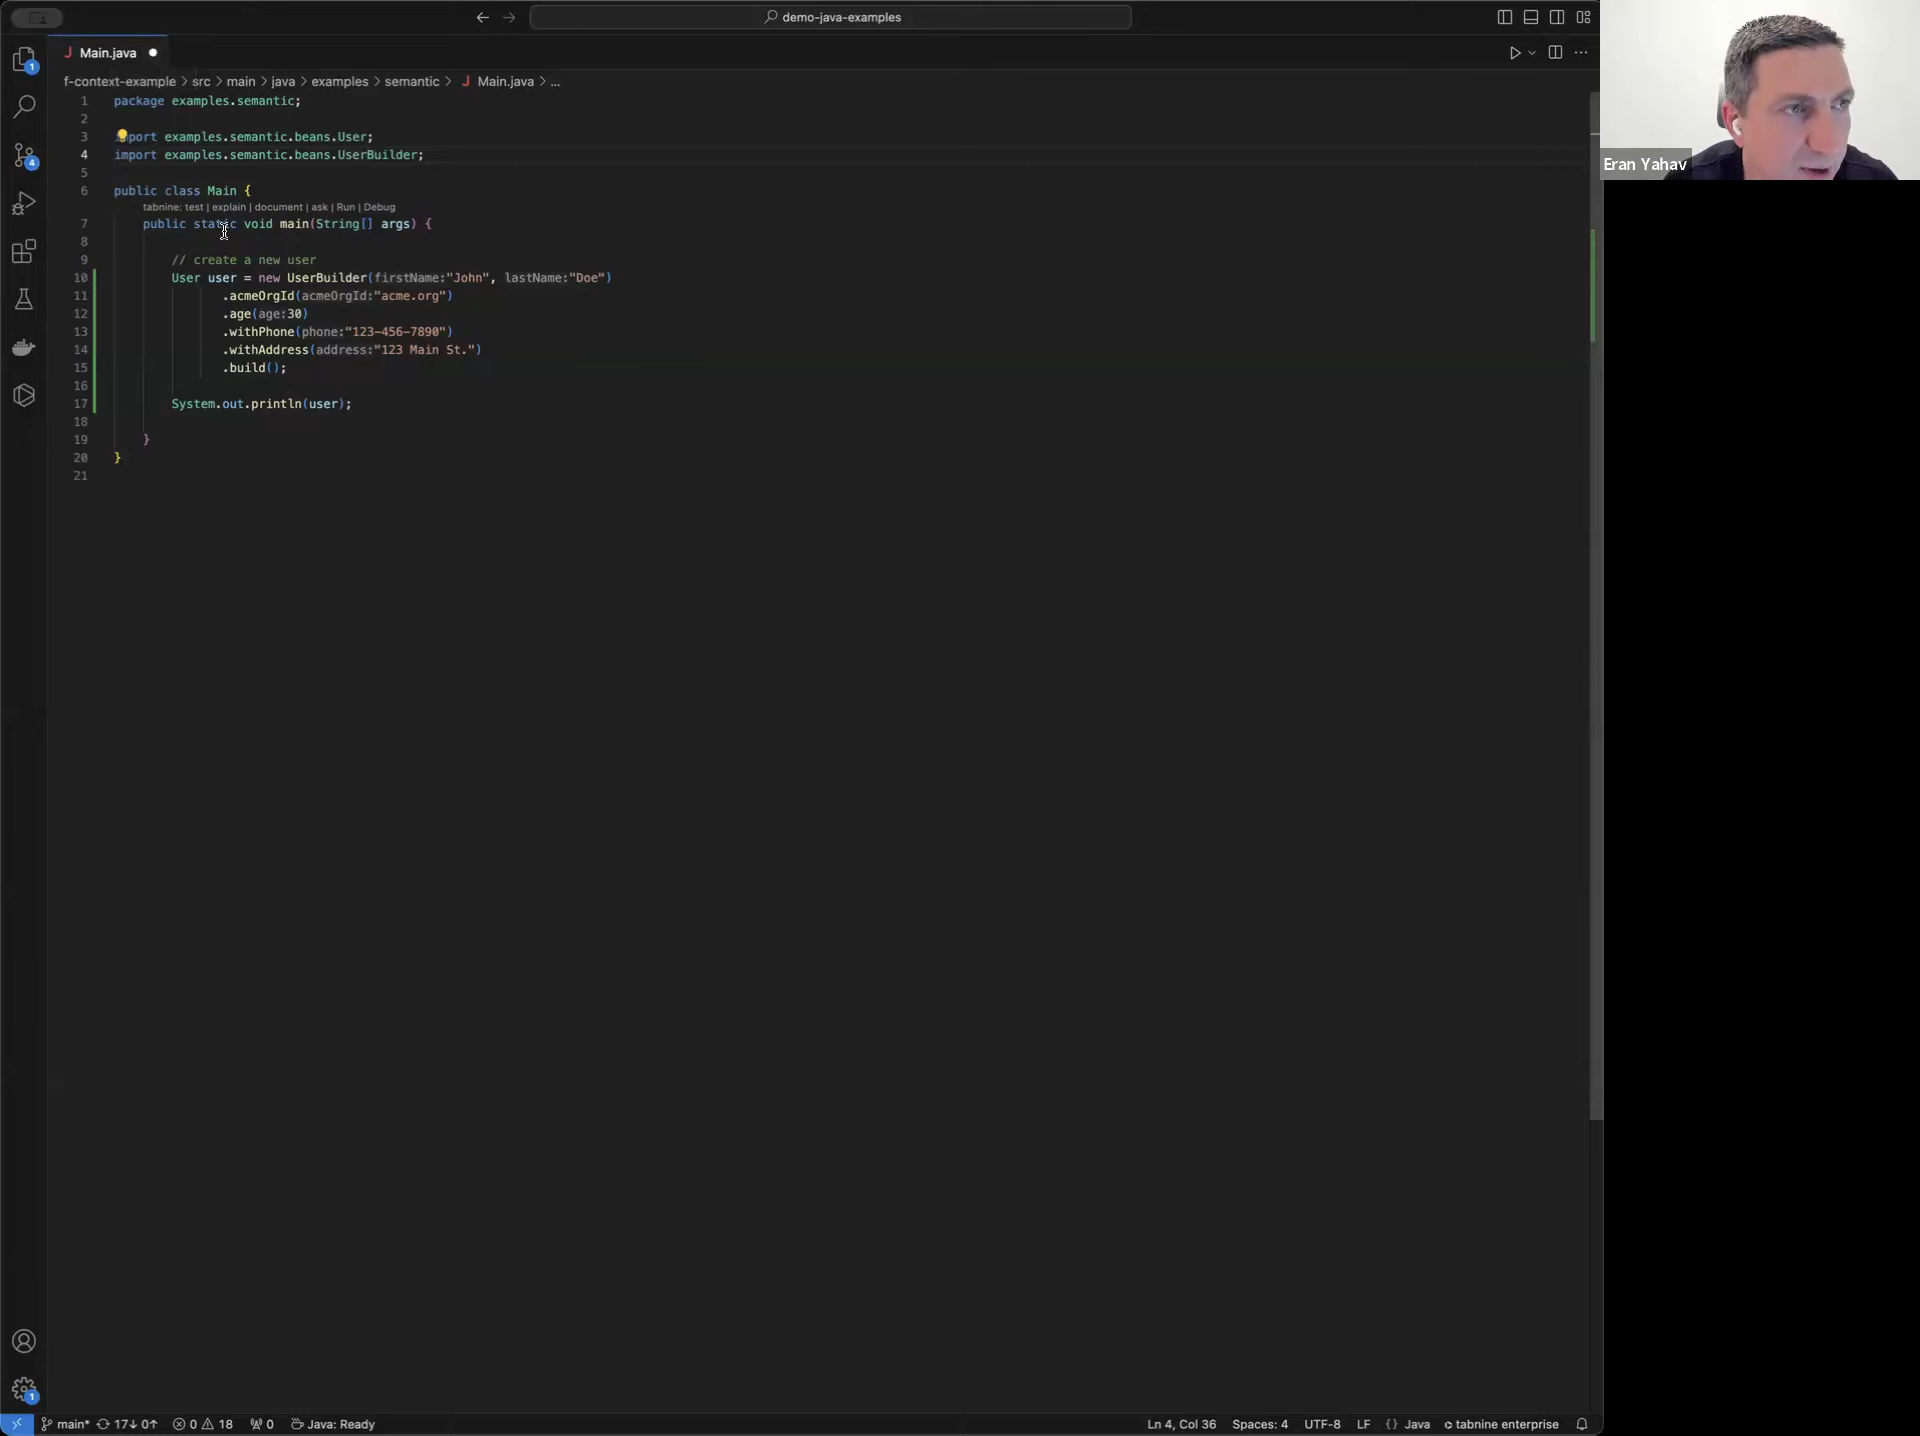 demo-java-examples
Main.java
f-context-example > src > main > java > examples > semantic > J Main.java > ...
1 package examples.semantic;
2
3 import examples.semantic.beans.User;
4 import examples.semantic.beans.UserBuilder;
5
6 public class Main {
tabnine: test | explain | document | ask | Run | Debug
7 public static void main(String[] args) {
8
9 // create a new user
10 User user = new UserBuilder(firstName:"John", lastName:"Doe")
11 .acmeOrgId(acmeOrgId:"acme.org")
12 .age(age:30)
13 .withPhone(phone:"123-456-7890")
14 .withAddress(address:"123 Main St.")
15 .build();
16
17 System.out.println(user);
18
19 }
20 }
21
Eran Yahav
1
4
1
main* 17↓ 0↑ 0 18 0 Java: Ready
Ln 4, Col 36 Spaces: 4 UTF-8 LF {} Java tabnine enterprise